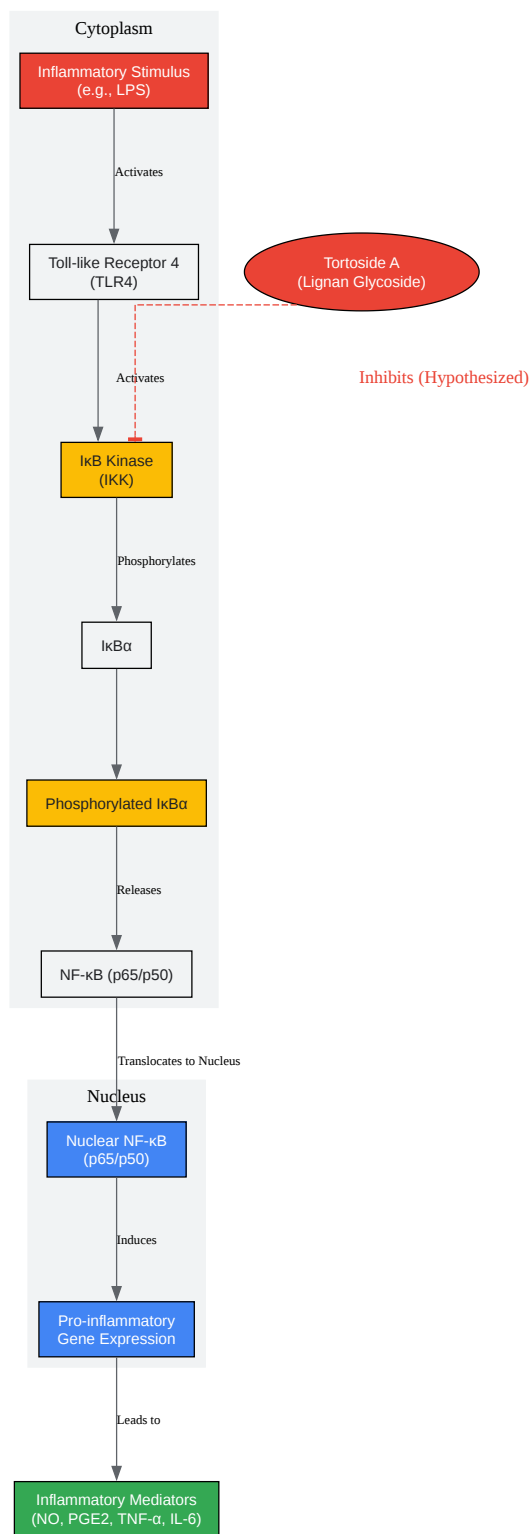 Cytoplasm
Inflammatory Stimulus
(e.g., LPS)
Activates
Toll-like Receptor 4
(TLR4)
Tortoside A
(Lignan Glycoside)
Activates
Inhibits (Hypothesized)
IκB Kinase
(IKK)
Phosphorylates
IκBα
Phosphorylated IκBα
Releases
NF-κB (p65/p50)
Translocates to Nucleus
Nucleus
Nuclear NF-κB
(p65/p50)
Induces
Pro-inflammatory
Gene Expression
Leads to
Inflammatory Mediators
(NO, PGE2, TNF-α, IL-6)